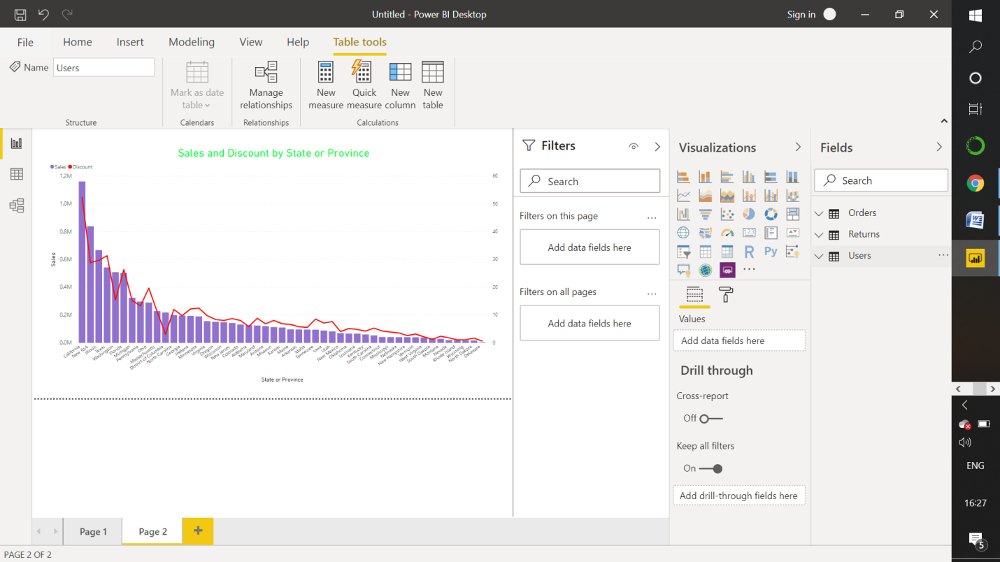 Untitled - Power BI Desktop
Sign in
File
Home
Insert
Modeling
View
Help
Table tools
Name
Users
Mark as date
table
Manage
relationships
New
measure
Quick
measure
New
column
New
table
Structure
Calendars
Relationships
Calculations
Sales and Discount by State or Province
Sales
Discount
1.2M
1.0M
0.8M
0.6M
0.4M
0.2M
0.0M
Sales
60
50
40
30
20
10
0
California
New York
Illinois
Texas
Washington
Florida
Michigan
Pennsylvania
Ohio
Massachusetts
District of Columbia
North Carolina
Georgia
Indiana
Minnesota
Virginia
Oregon
Wisconsin
New Jersey
Colorado
Alabama
Maryland
Arizona
Missouri
Kansas
Maine
Arkansas
Idaho
Tennessee
Iowa
Utah
New Mexico
Oklahoma
Louisiana
Kentucky
South Carolina
Connecticut
Mississippi
Nebraska
New Hampshire
Vermont
West Virginia
South Dakota
Montana
Nevada
Rhode Island
Wyoming
North Dakota
Delaware
State or Province
Filters
Search
Filters on this page
...
Add data fields here
Filters on all pages
...
Add data fields here
Visualizations
123
R
Py
...
Values
Add data fields here
Drill through
Cross-report
Off
Keep all filters
On
Add drill-through fields here
Fields
Search
Orders
Returns
Users
...
Page 1
Page 2
+
PAGE 2 OF 2
W
ENG
16:27
5